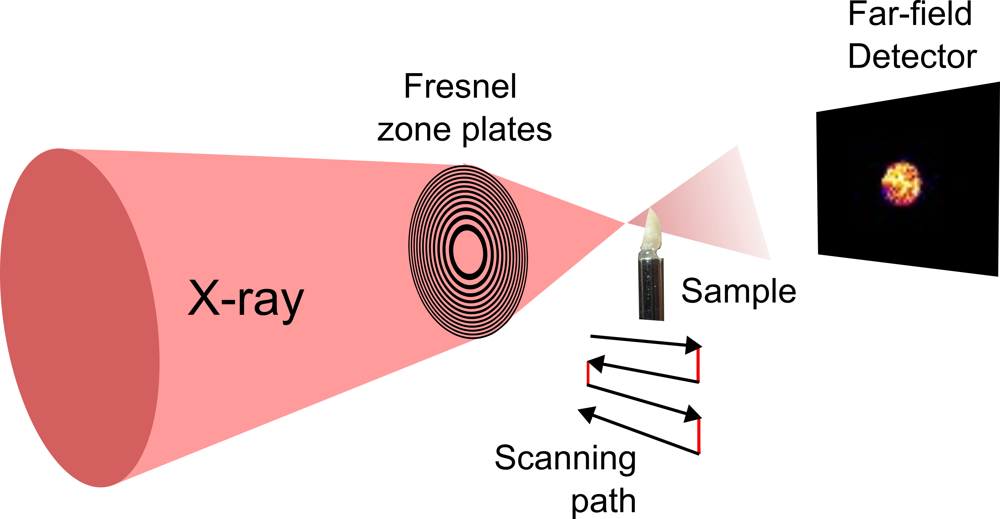 Far-field
Detector
Fresnel
zone plates
X-ray
Sample
Scanning
path